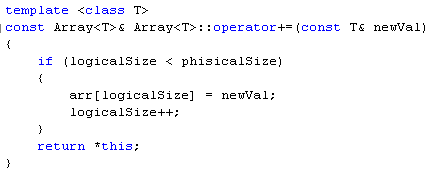 template <class T>
const Array<T>& Array<T>::operator+=(const T& newVal)
{
    if (logicalSize < phisicalSize)
    {
        arr[logicalSize] = newVal;
        logicalSize++;
    }
    return *this;
}